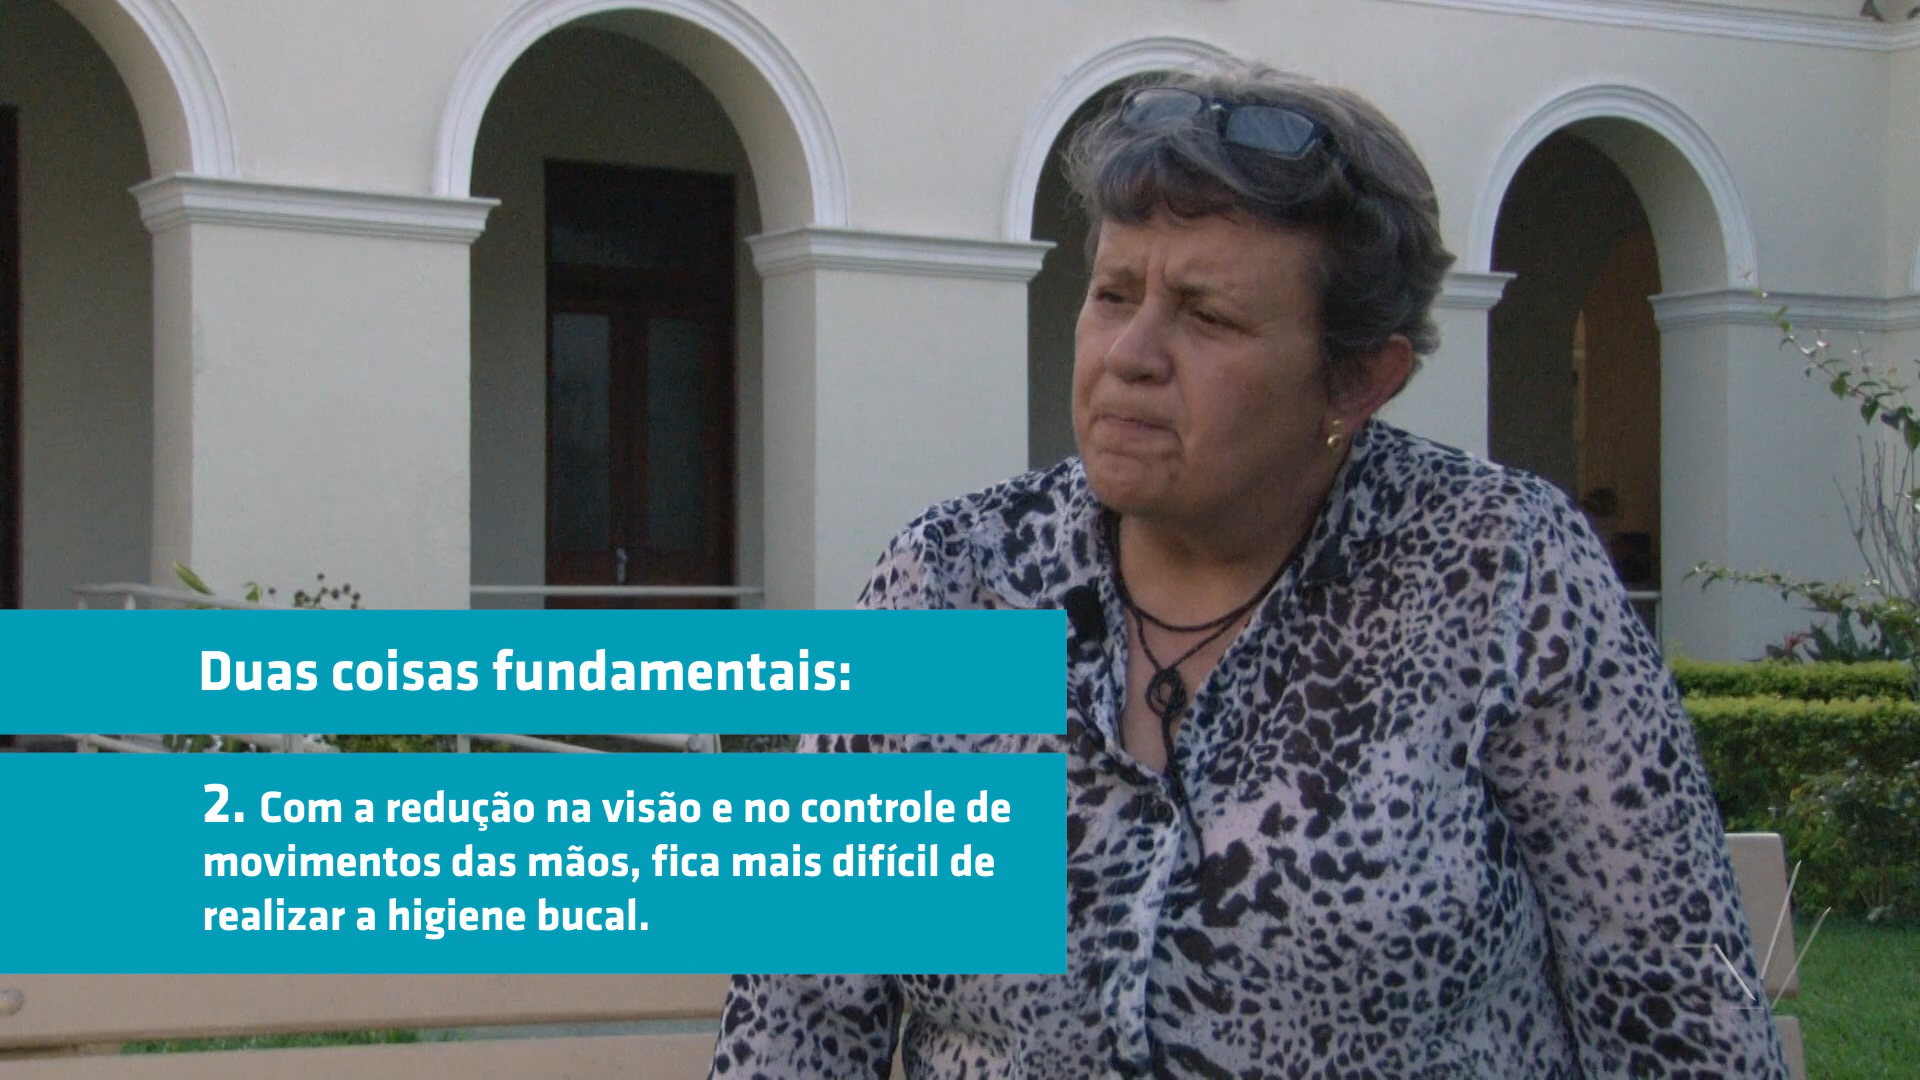 Duas coisas fundamentais:
2. Com a redução na visão e no controle de
movimentos das mãos, fica mais difícil de
realizar a higiene bucal.